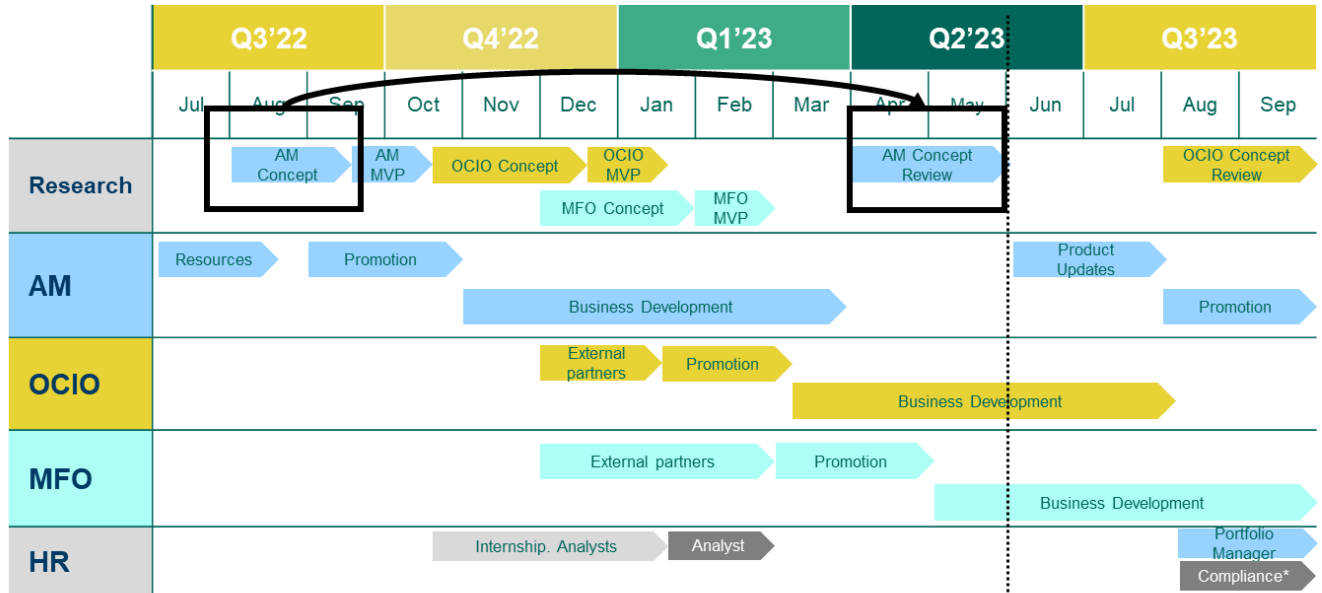 Q3'22 Q4'22 Q1'23 Q2'23 Q3'23
Jul Aug Sep Oct Nov Dec Jan Feb Mar Apr May Jun Jul Aug Sep
Research
AM
Concept
AM
MVP
OCIO Concept
OCIO
MVP
AM Concept
Review
OCIO Concept
Review
MFO Concept
MFO
MVP
AM
Resources
Promotion
Product
Updates
Business Development
Promotion
OCIO
External
partners
Promotion
Business Development
MFO
External partners
Promotion
Business Development
HR
Internship. Analysts
Analyst
Portfolio
Manager
Compliance*